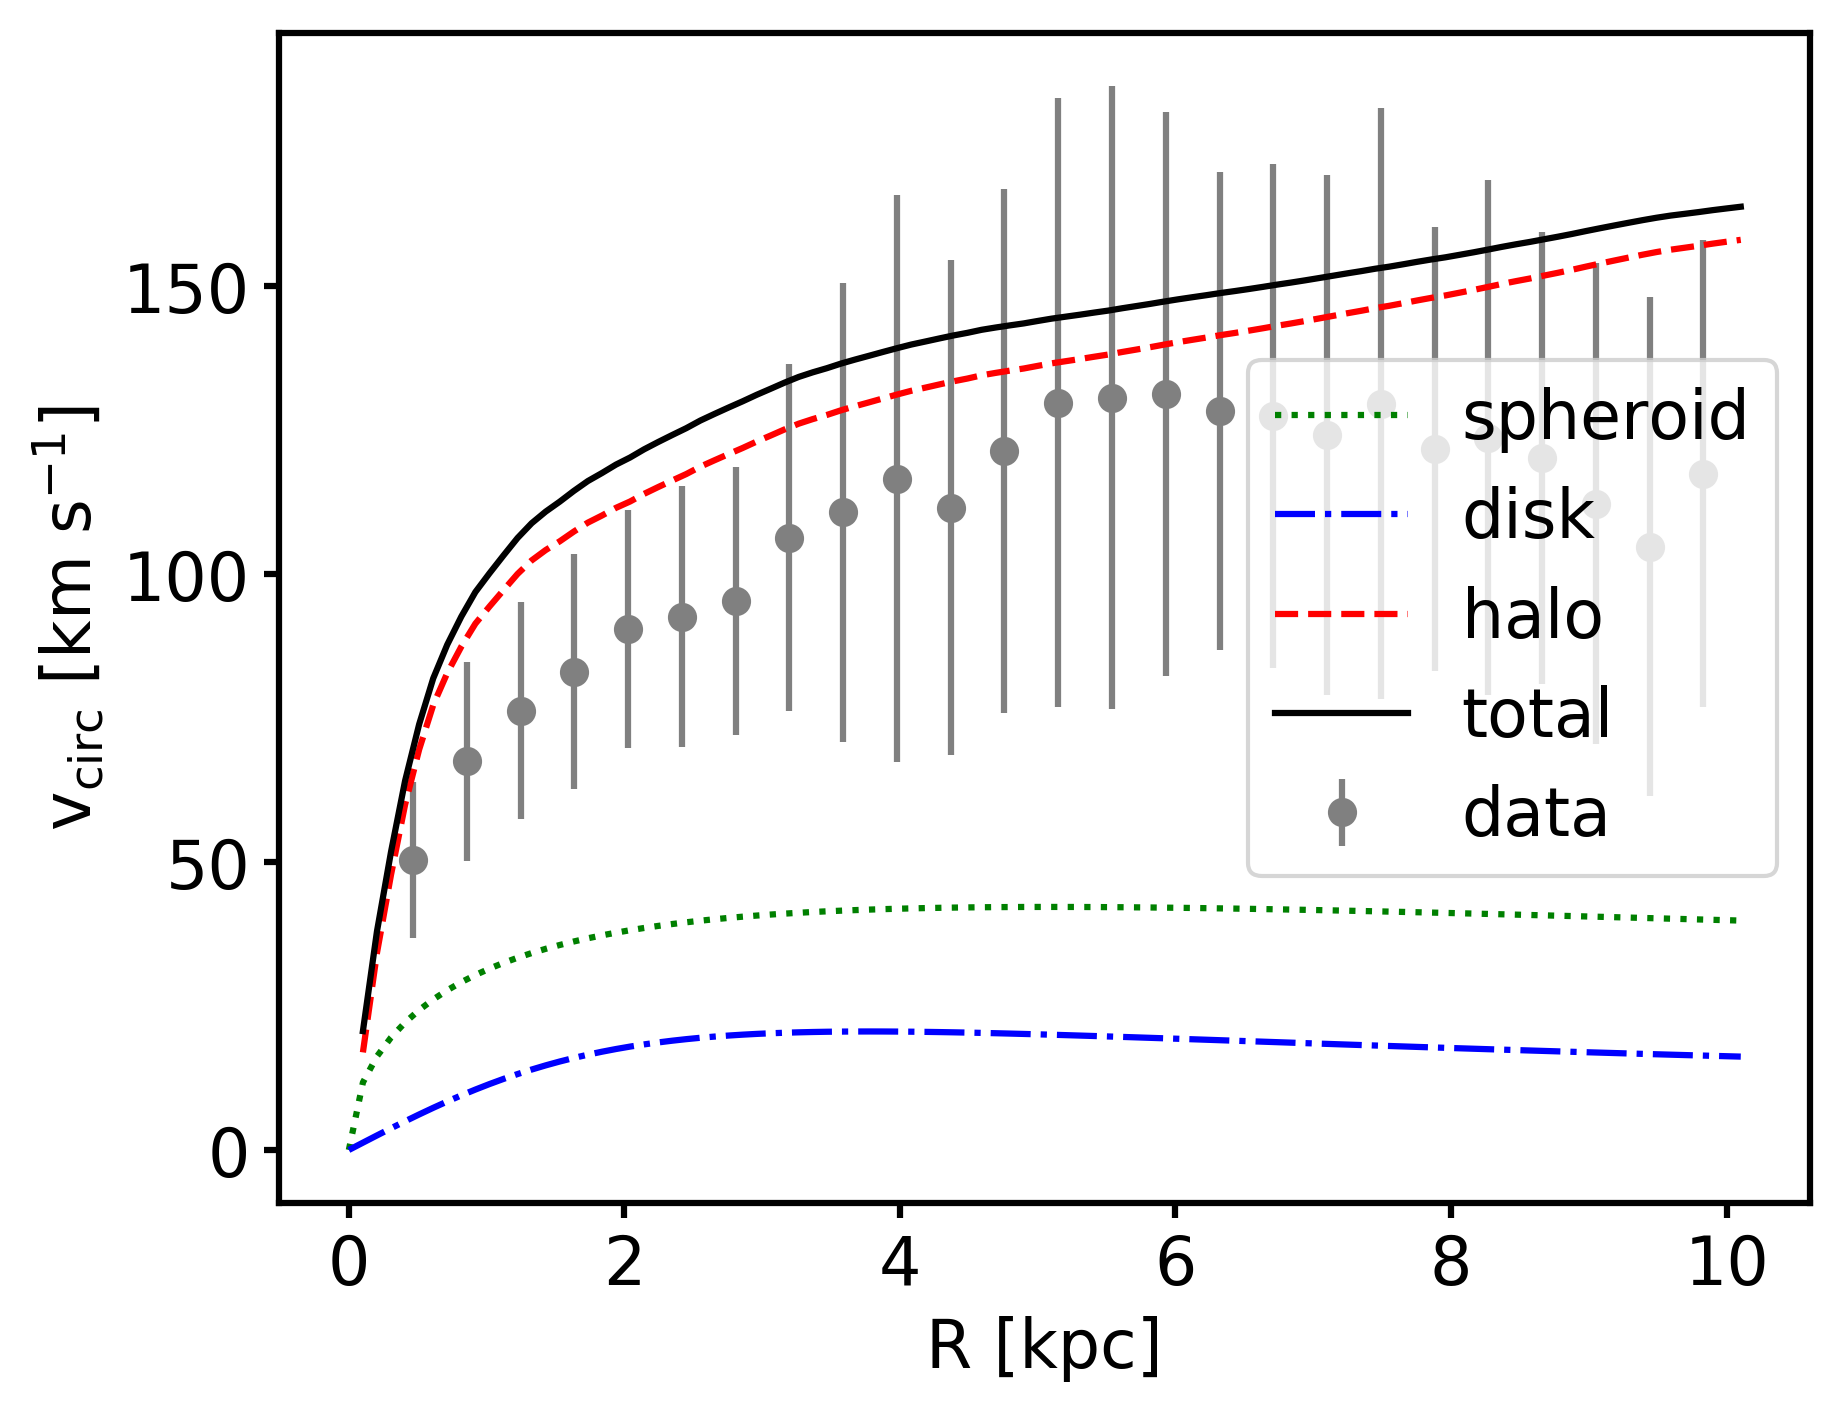 150
100
50
0
v_circ [km s⁻¹]
0 2 4 6 8 10
R [kpc]
spheroid
disk
halo
total
data